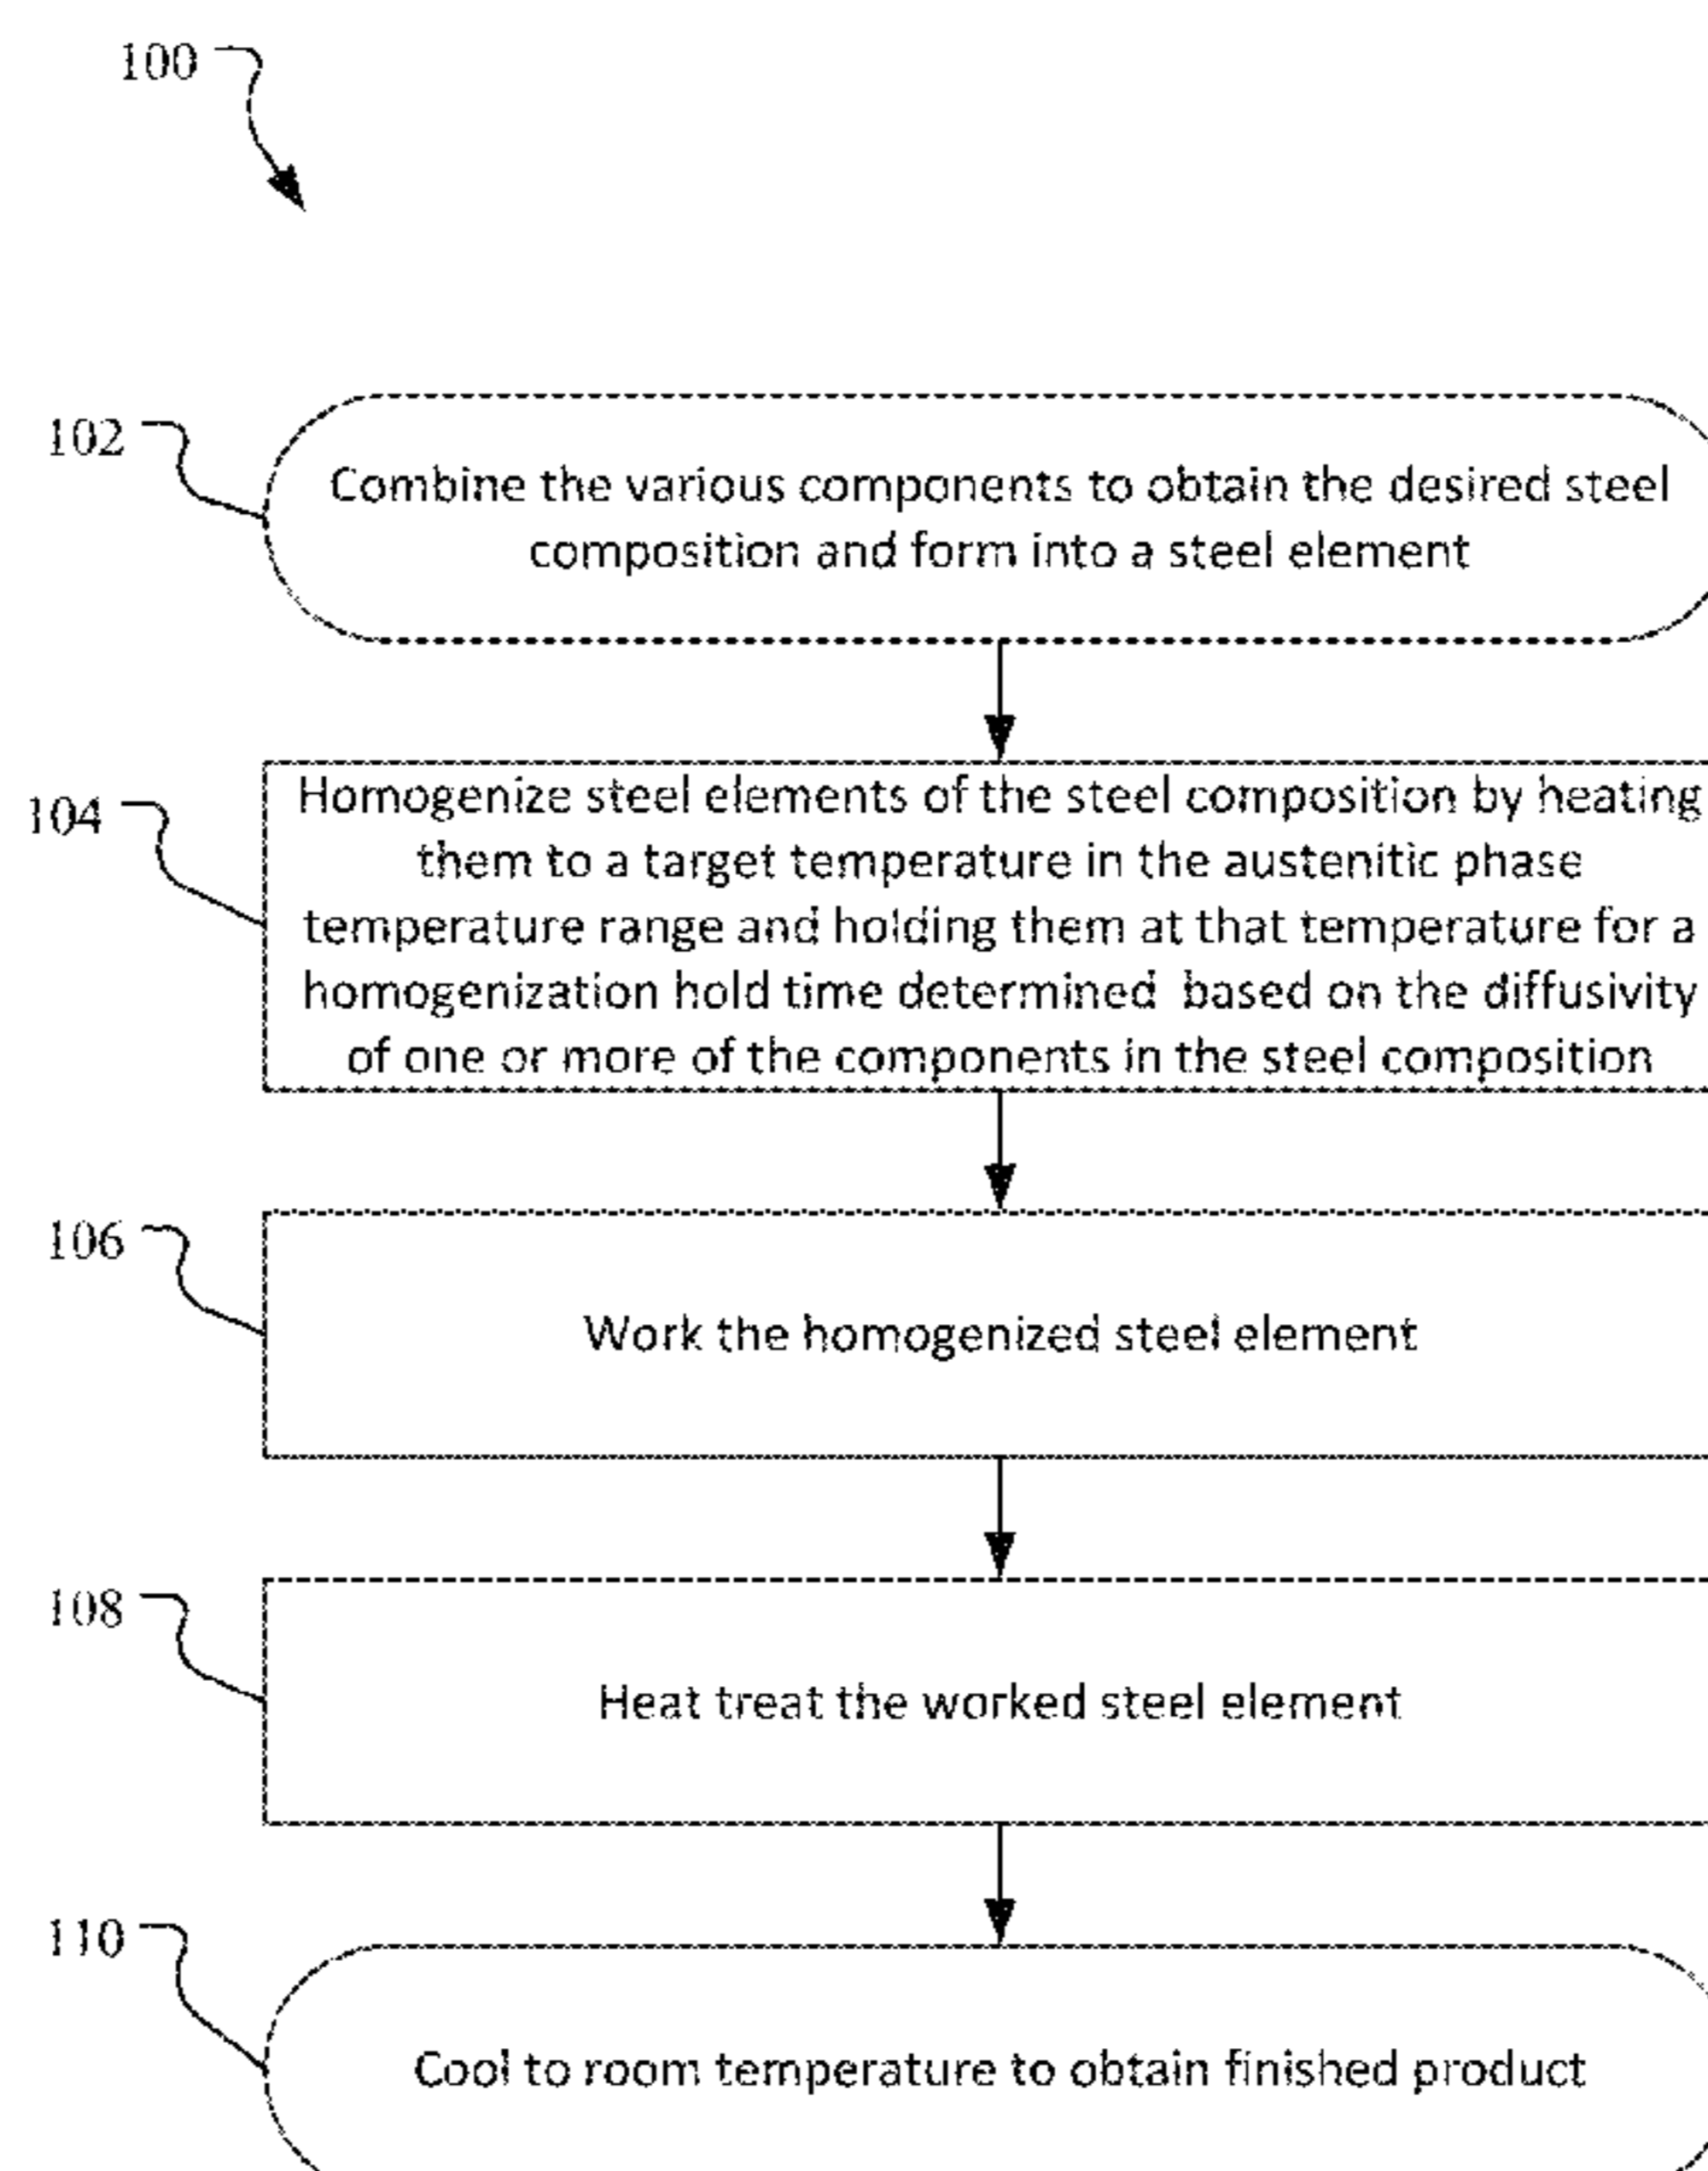 100
102
Combine the various components to obtain the desired steel
composition and form into a steel element
104
Homogenize steel elements of the steel composition by heating
them to a target temperature in the austenitic phase
temperature range and holding them at that temperature for a
homogenization hold time determined based on the diffusivity
of one or more of the components in the steel composition
106
Work the homogenized steel element
108
Heat treat the worked steel element
110
Cool to room temperature to obtain finished product